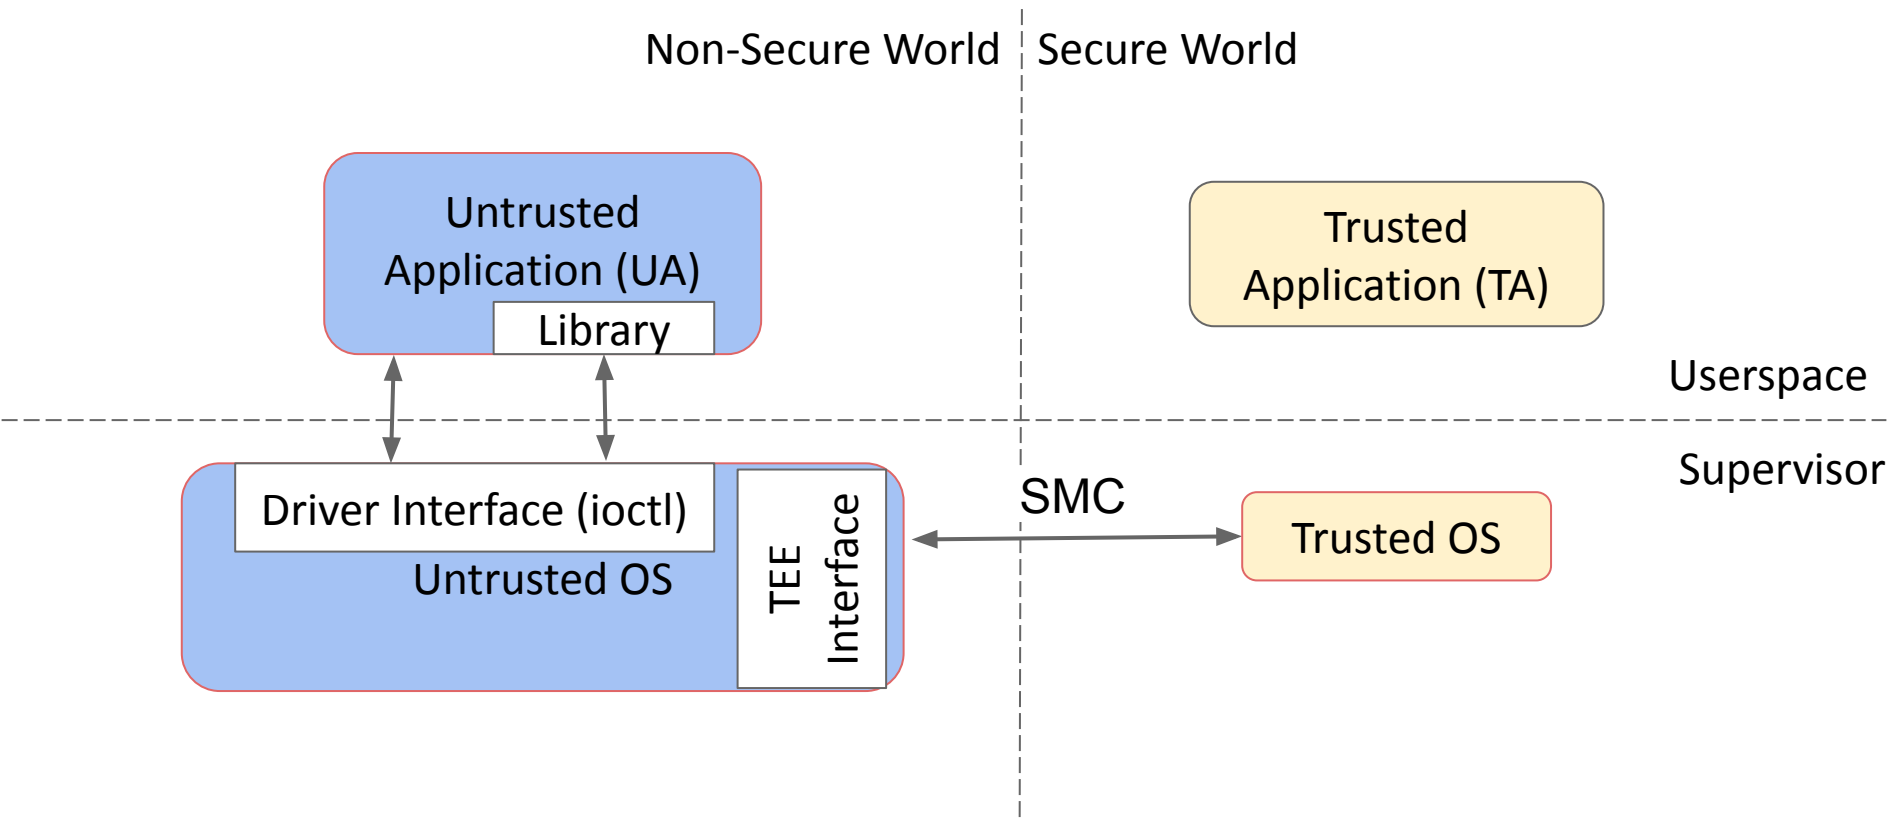 Non-Secure World
Secure World
Untrusted
Application (UA)
Library
Trusted
Application (TA)
Userspace
Supervisor
Driver Interface (ioctl)
Untrusted OS
TEE
Interface
SMC
Trusted OS